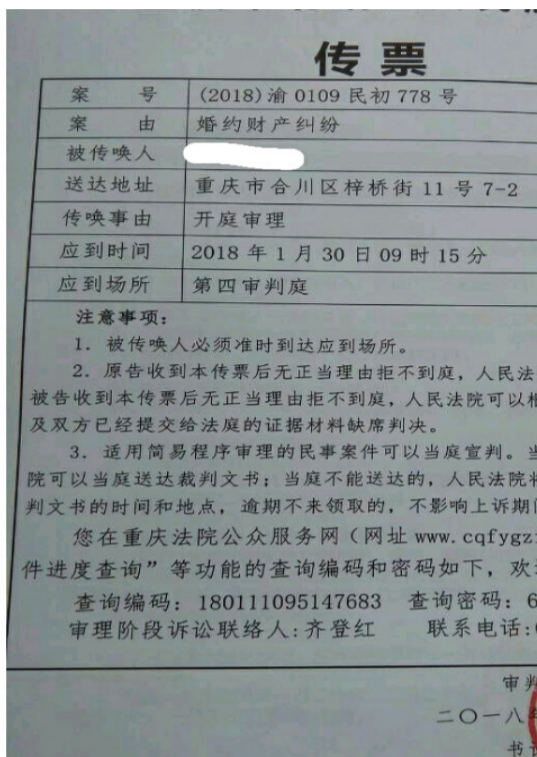 传票
案 号 (2018)渝0109民初778号
案 由 婚约财产纠纷
被传唤人
送达地址 重庆市合川区梓桥街11号7-2
传唤事由 开庭审理
应到时间 2018年1月30日09时15分
应到场所 第四审判庭
注意事项：
1. 被传唤人必须准时到达应到场所。
2. 原告收到本传票后无正当理由拒不到庭，人民法
被告收到本传票后无正当理由拒不到庭，人民法院可以
及双方已经提交给法庭的证据材料缺席判决。
3. 适用简易程序审理的民事案件可以当庭宣判。
院可以当庭送达裁判文书；当庭不能送达的，人民法院
判文书的时间和地点，逾期不来领取的，不影响上诉期
您在重庆法院公众服务网（网址 www.cqfygz
件进度查询”等功能的查询编码和密码如下，欢
查询编码：180111095147683 查询密码：6
审理阶段诉讼联络人:齐登红 联系电话:
审判
二〇一八
书